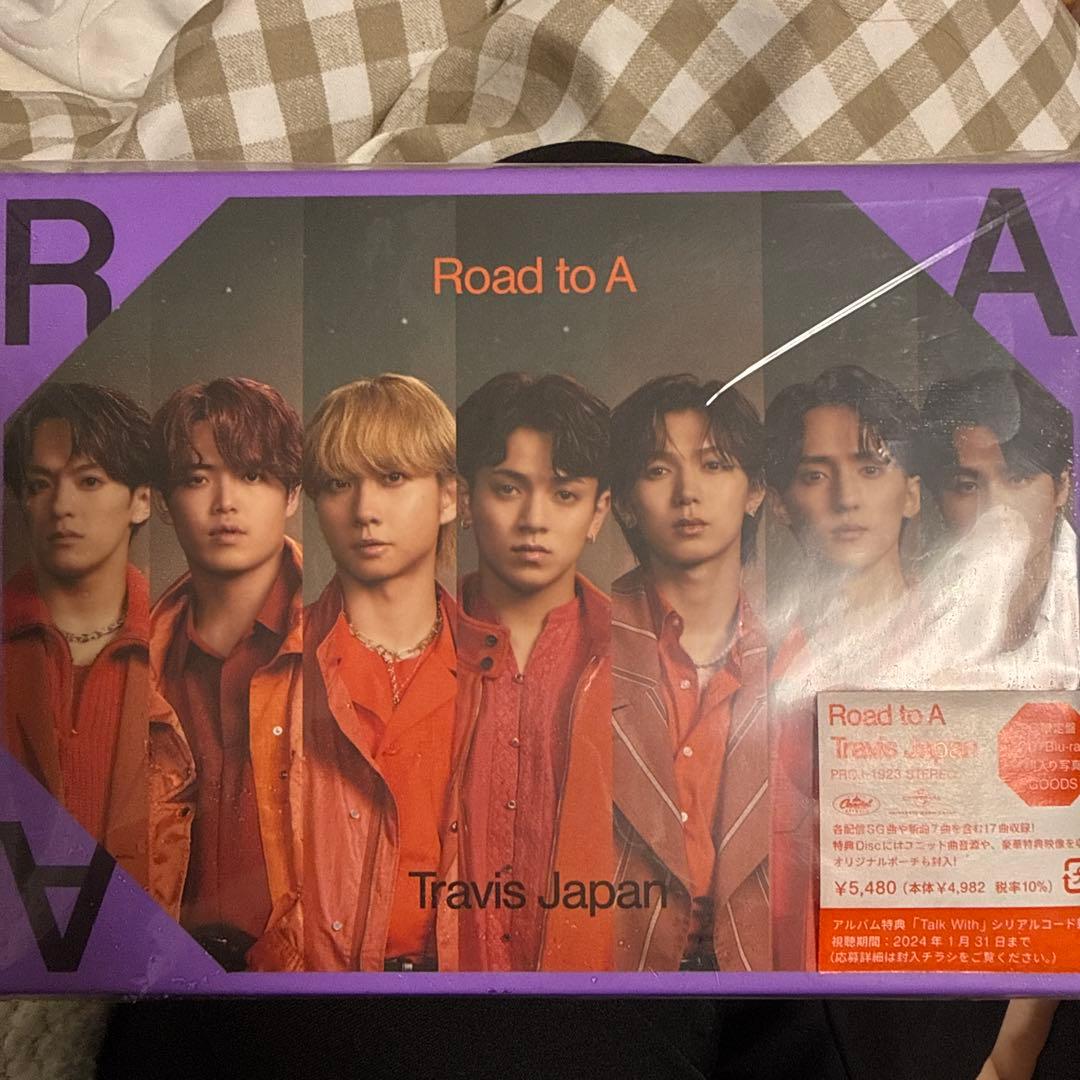 R
A
Road to A
Travis Japan
A
Road to A
Travis Japan
STEREO
Capitol
限定盤
Blu-ra
GOODS
各配信SG曲や新曲7曲を含む17曲収録!
特典Discにはユニット曲音源や、豪華特典映像を収
オリジナルポーチも封入!
¥5,480 (本体¥4,982 税率10%)
アルバム特典「Talk With」シリアルコード
視聴期間:2024年1月31日まで
(応募詳細は封入チラシをご覧ください。)